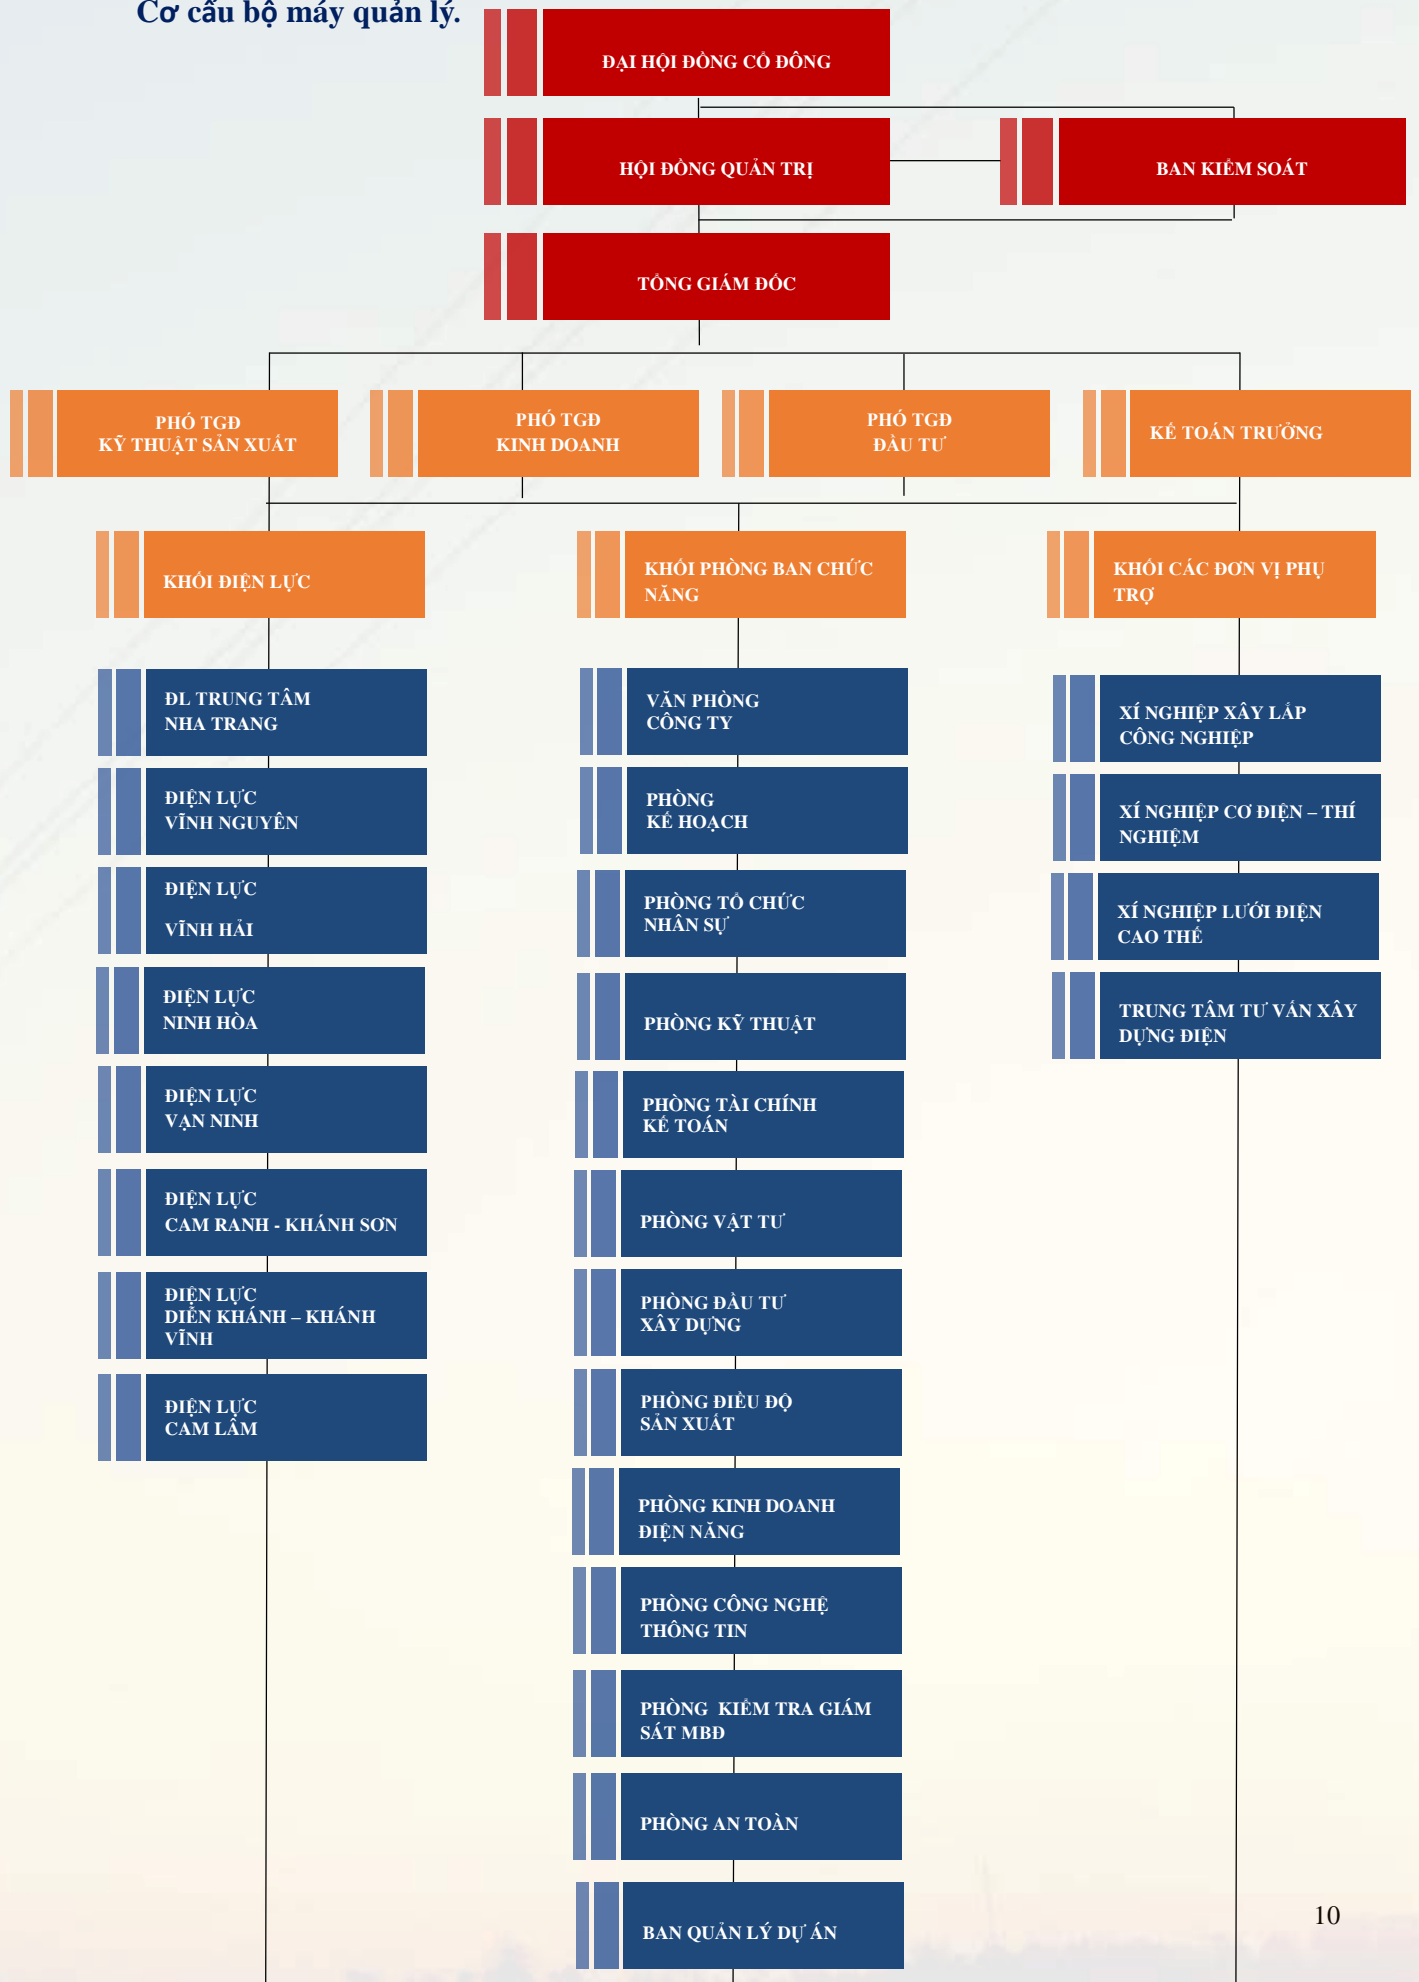 Cơ cấu bộ máy quản lý.
ĐẠI HỘI ĐỒNG CỔ ĐÔNG
HỘI ĐỒNG QUẢN TRỊ
BAN KIỂM SOÁT
TỔNG GIÁM ĐỐC
PHÓ TGĐ
KỸ THUẬT SẢN XUẤT
PHÓ TGĐ
KINH DOANH
PHÓ TGĐ
ĐẦU TƯ
KẾ TOÁN TRƯỞNG
KHỐI ĐIỆN LỰC
ĐL TRUNG TÂM
NHA TRANG
ĐIỆN LỰC
VĨNH NGUYÊN
ĐIỆN LỰC
VĨNH HẢI
ĐIỆN LỰC
NINH HÒA
ĐIỆN LỰC
VẠN NINH
ĐIỆN LỰC
CAM RANH - KHÁNH SƠN
ĐIỆN LỰC
DIÊN KHÁNH – KHÁNH
VĨNH
ĐIỆN LỰC
CAM LÂM
KHỐI PHÒNG BAN CHỨC
NĂNG
VĂN PHÒNG
CÔNG TY
PHÒNG
KẾ HOẠCH
PHÒNG TỔ CHỨC
NHÂN SỰ
PHÒNG KỸ THUẬT
PHÒNG TÀI CHÍNH
KẾ TOÁN
PHÒNG VẬT TƯ
PHÒNG ĐẦU TƯ
XÂY DỰNG
PHÒNG ĐIỀU ĐỘ
SẢN XUẤT
PHÒNG KINH DOANH
ĐIỆN NĂNG
PHÒNG CÔNG NGHỆ
THÔNG TIN
PHÒNG KIỂM TRA GIÁM
SÁT MBĐ
PHÒNG AN TOÀN
BAN QUẢN LÝ DỰ ÁN
KHỐI CÁC ĐƠN VỊ PHỤ
TRỢ
XÍ NGHIỆP XÂY LẮP
CÔNG NGHIỆP
XÍ NGHIỆP CƠ ĐIỆN – THÍ
NGHIỆM
XÍ NGHIỆP LƯỚI ĐIỆN
CAO THẾ
TRUNG TÂM TƯ VẤN XÂY
DỰNG ĐIỆN
10